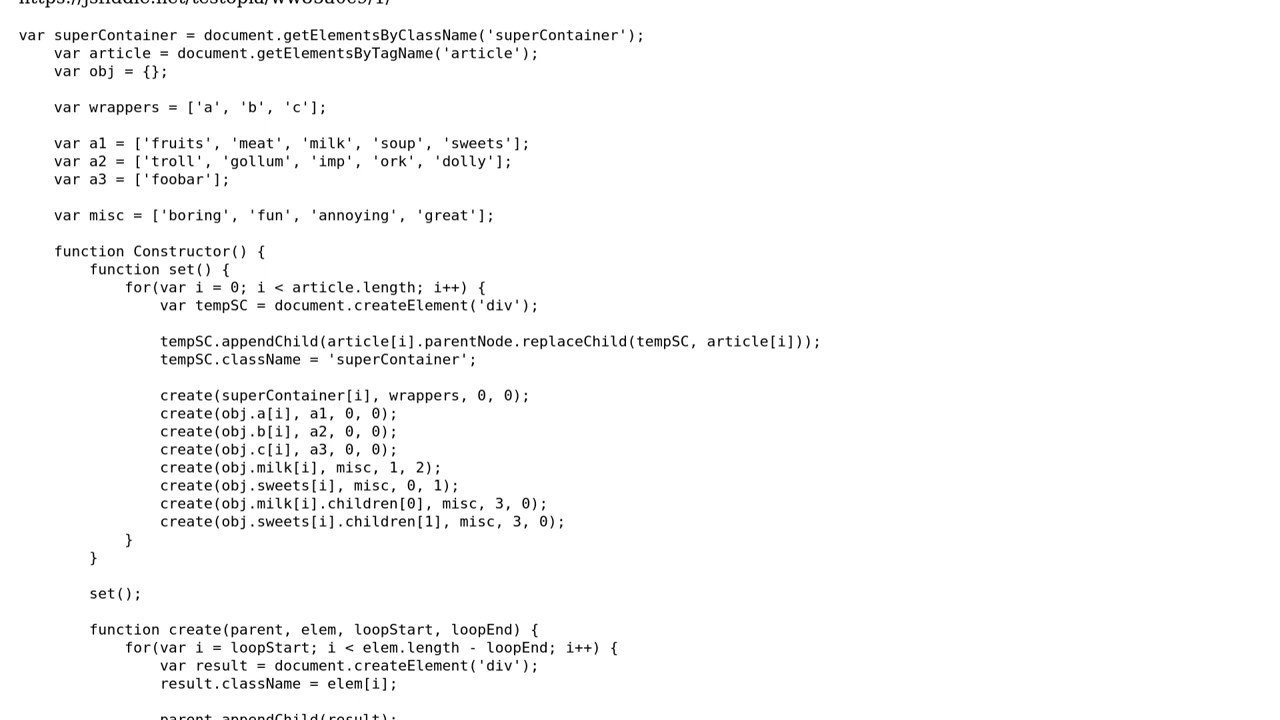 var superContainer = document.getElementsByClassName('superContainer');
    var article = document.getElementsByTagName('article');
    var obj = {};

    var wrappers = ['a', 'b', 'c'];

    var a1 = ['fruits', 'meat', 'milk', 'soup', 'sweets'];
    var a2 = ['troll', 'gollum', 'imp', 'ork', 'dolly'];
    var a3 = ['foobar'];

    var misc = ['boring', 'fun', 'annoying', 'great'];

    function Constructor() {
        function set() {
            for(var i = 0; i < article.length; i++) {
                var tempSC = document.createElement('div');

                tempSC.appendChild(article[i].parentNode.replaceChild(tempSC, article[i]));
                tempSC.className = 'superContainer';

                create(superContainer[i], wrappers, 0, 0);
                create(obj.a[i], a1, 0, 0);
                create(obj.b[i], a2, 0, 0);
                create(obj.c[i], a3, 0, 0);
                create(obj.milk[i], misc, 1, 2);
                create(obj.sweets[i], misc, 0, 1);
                create(obj.milk[i].children[0], misc, 3, 0);
                create(obj.sweets[i].children[1], misc, 3, 0);
            }
        }

        set();

        function create(parent, elem, loopStart, loopEnd) {
            for(var i = loopStart; i < elem.length - loopEnd; i++) {
                var result = document.createElement('div');
                result.className = elem[i];

                parent.appendChild(result);